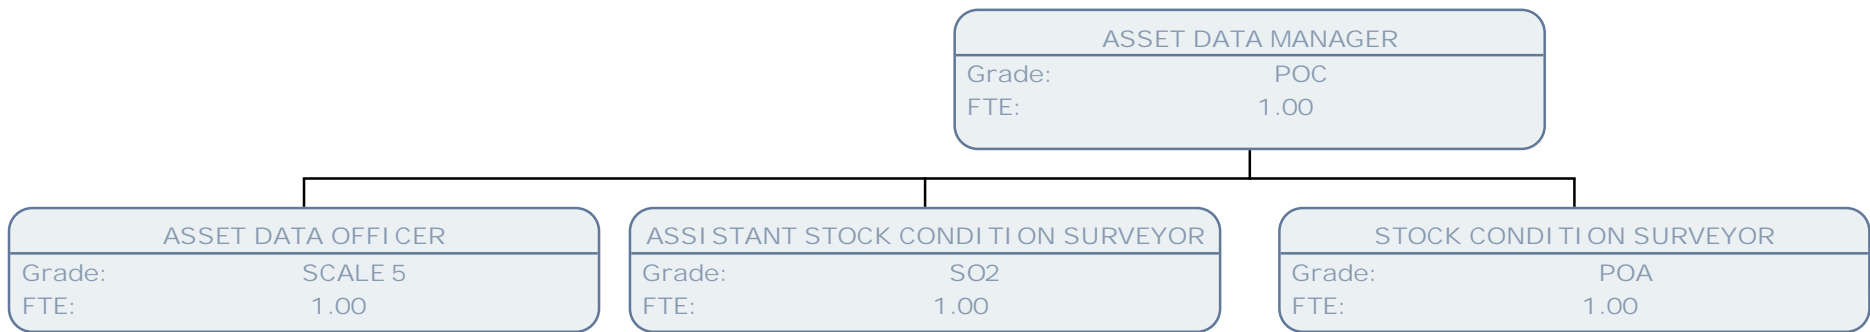 ASSET DATA MANAGER
Grade: POC
FTE: 1.00
ASSET DATA OFFICER
Grade: SCALE 5
FTE: 1.00
ASSISTANT STOCK CONDITION SURVEYOR
Grade: SO2
FTE: 1.00
STOCK CONDITION SURVEYOR
Grade: POA
FTE: 1.00